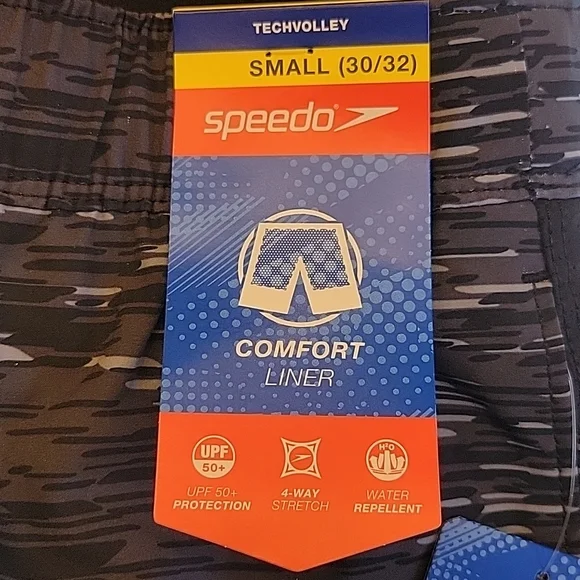 TECHVOLLEY
SMALL (30/32)
speedo
COMFORT
LINER
UPF
50+
UPF 50+
PROTECTION
4-WAY
STRETCH
H²O
WATER
REPELLENT